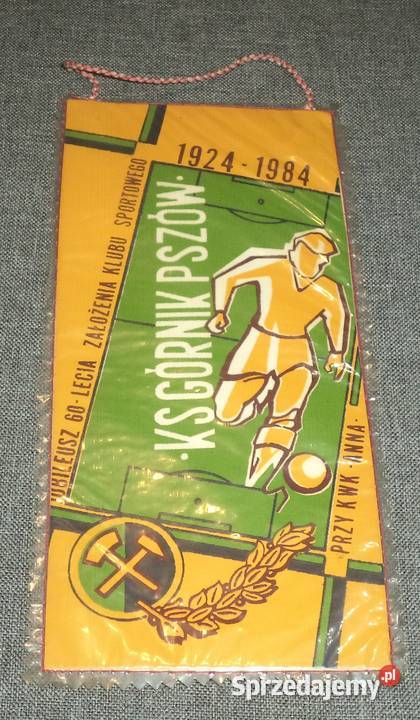 1924-1984
JUBILEUSZ 60-LECIA ZAŁOŻENIA KLUBU SPORTOWEGO
·KS GÓRNIK PSZÓW·
PRZY KWK "ANNA"
Sprzedajemy.pl